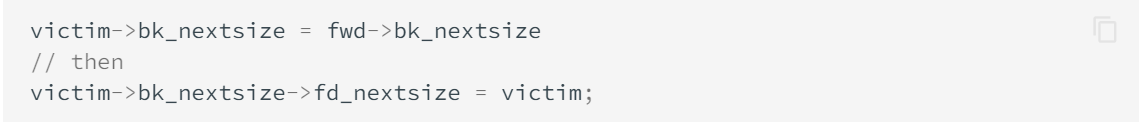 victim->bk_nextsize = fwd->bk_nextsize
// then
victim->bk_nextsize->fd_nextsize = victim;